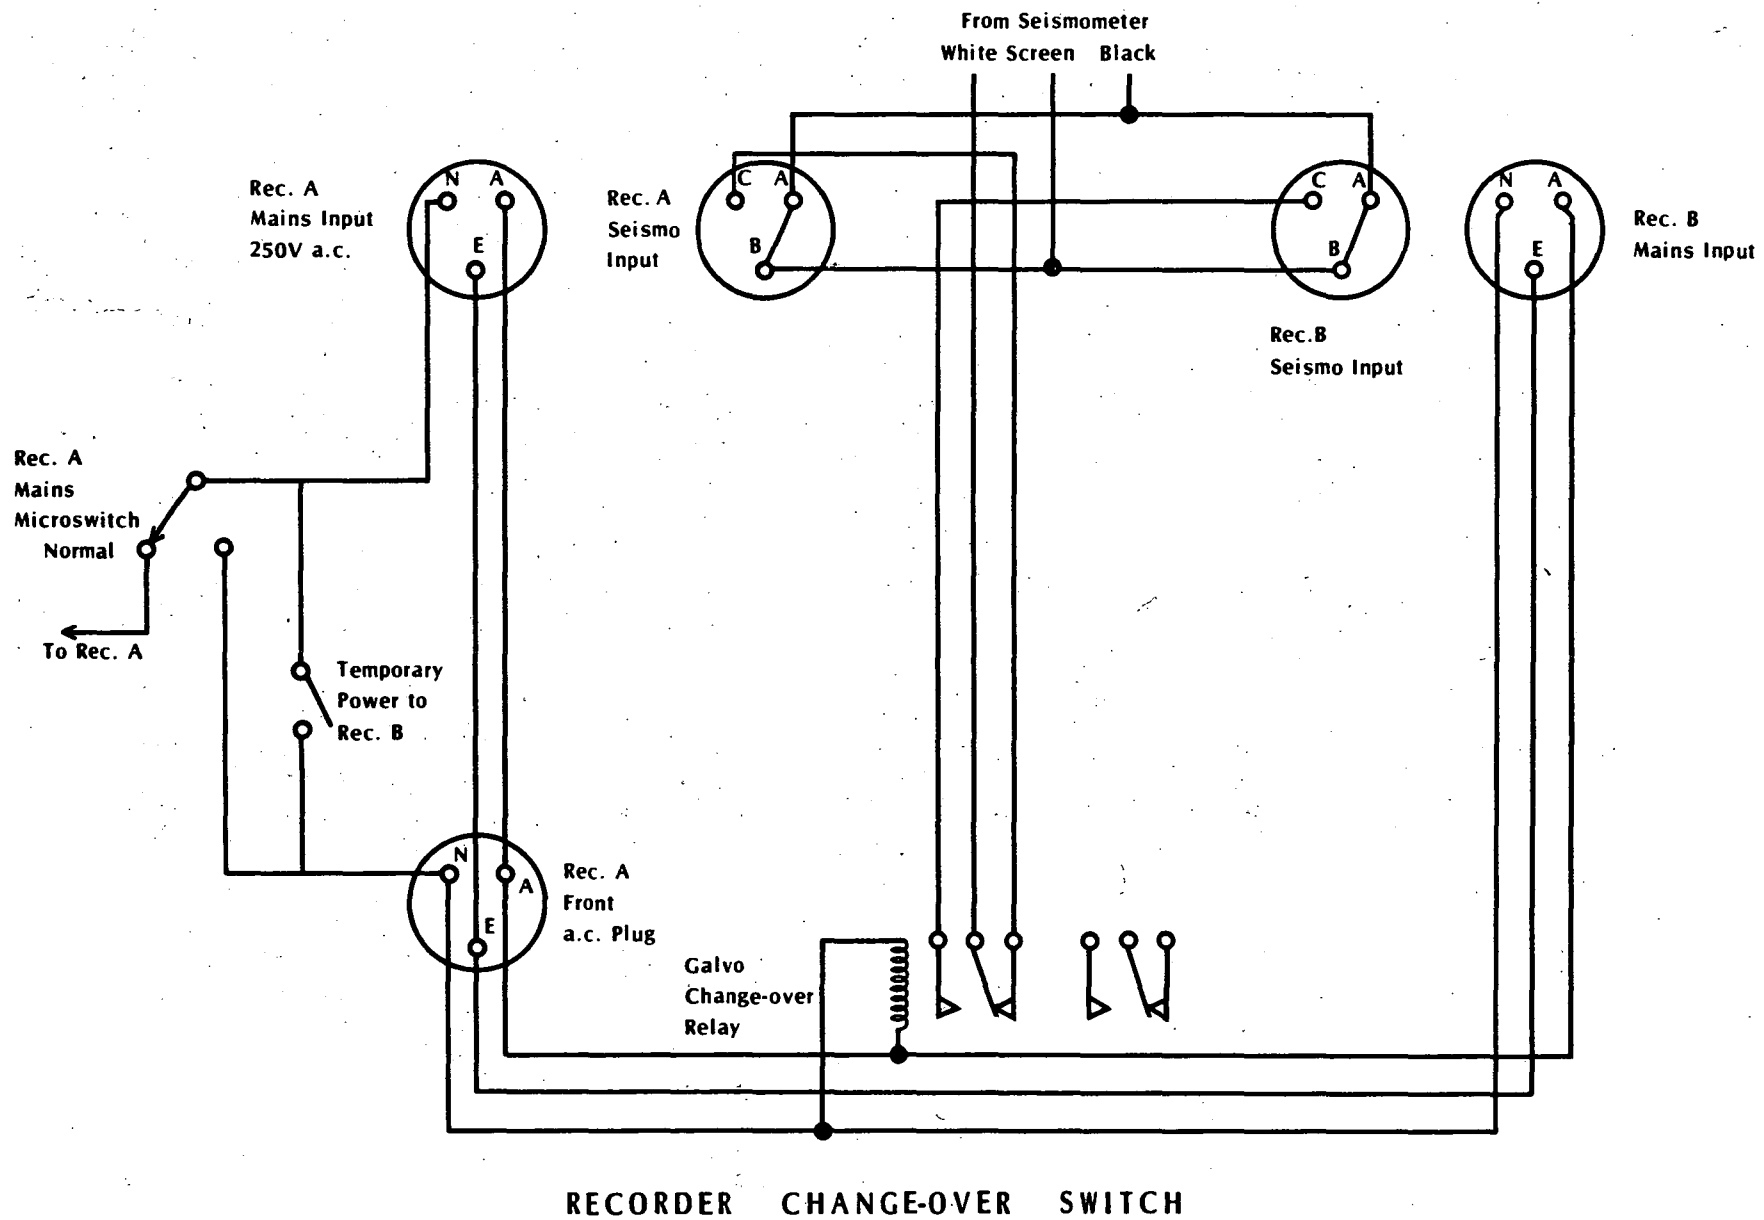 From Seismometer
White Screen Black
Rec. A
Mains Input
250V a.c.
N A
E
Rec. A
Seismo
Input
C A
B
C A
B
Rec.B
Seismo Input
N A
E
Rec. B
Mains Input
Rec. A
Mains
Microswitch
Normal
To Rec. A
Temporary
Power to
Rec. B
N
A
E
Rec. A
Front
a.c. Plug
Galvo
Change-over
Relay
RECORDER CHANGE-OVER SWITCH